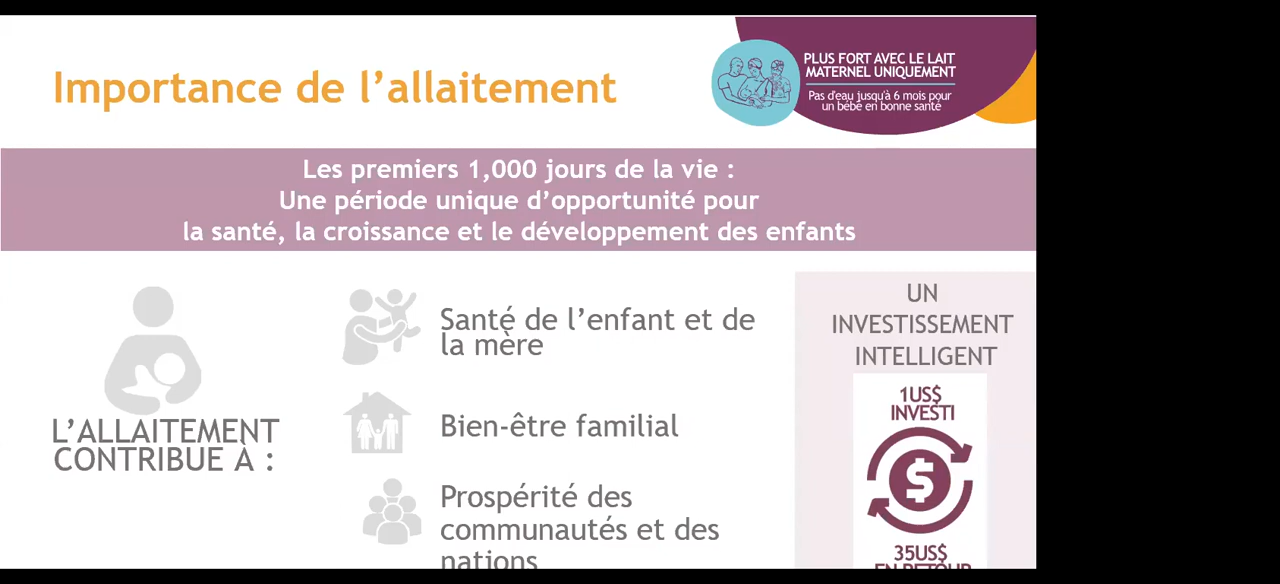 Importance de l’allaitement
PLUS FORT AVEC LE LAIT
MATERNEL UNIQUEMENT
Pas d'eau jusqu'à 6 mois pour
un bébé en bonne santé
Les premiers 1,000 jours de la vie :
Une période unique d’opportunité pour
la santé, la croissance et le développement des enfants
L’ALLAITEMENT
CONTRIBUE À :
Santé de l’enfant et de
la mère
Bien-être familial
Prospérité des
communautés et des
nations
UN
INVESTISSEMENT
INTELLIGENT
1US$
INVESTI
$
35US$
EN RETOUR